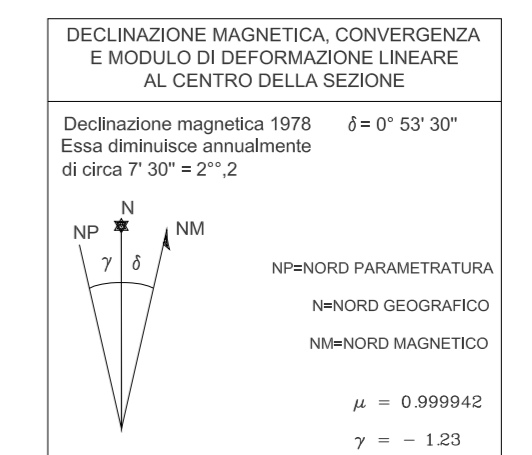 DECLINAZIONE MAGNETICA, CONVERGENZA
E MODULO DI DEFORMAZIONE LINEARE
AL CENTRO DELLA SEZIONE
Declinazione magnetica 1978 δ = 0° 53' 30"
Essa diminuisce annualmente
di circa 7' 30" = 2°°,2
N
NP NM
γ δ
NP=NORD PARAMETRATURA
N=NORD GEOGRAFICO
NM=NORD MAGNETICO
μ = 0.999942
γ = - 1.23